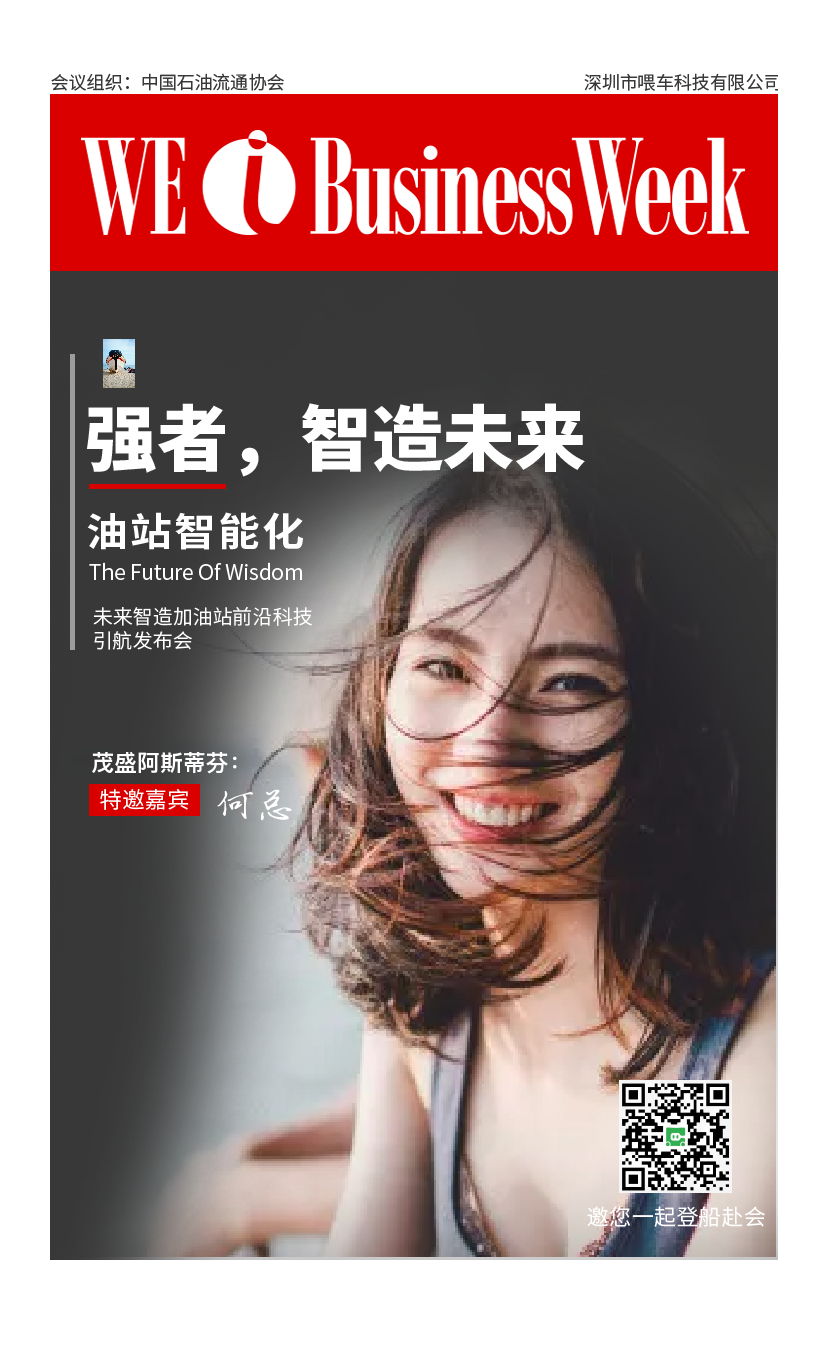 会议组织：中国石油流通协会
深圳市喂车科技有限公司
WE i BusinessWeek
强者，智造未来
油站智能化
The Future Of Wisdom
未来智造加油站前沿科技
引航发布会
茂盛阿斯蒂芬：
特邀嘉宾 何忌
邀您一起登船赴会